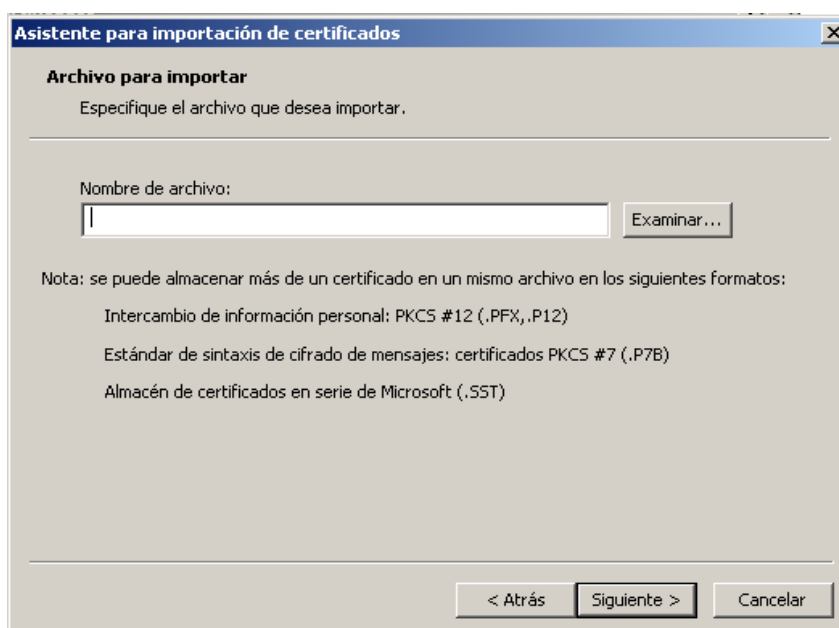 Asistente para importación de certificados
Archivo para importar
Especifique el archivo que desea importar.
Nombre de archivo:
Examinar...
Nota: se puede almacenar más de un certificado en un mismo archivo en los siguientes formatos:
Intercambio de información personal: PKCS #12 (.PFX,.P12)
Estándar de sintaxis de cifrado de mensajes: certificados PKCS #7 (.P7B)
Almacén de certificados en serie de Microsoft (.SST)
< Atrás
Siguiente >
Cancelar